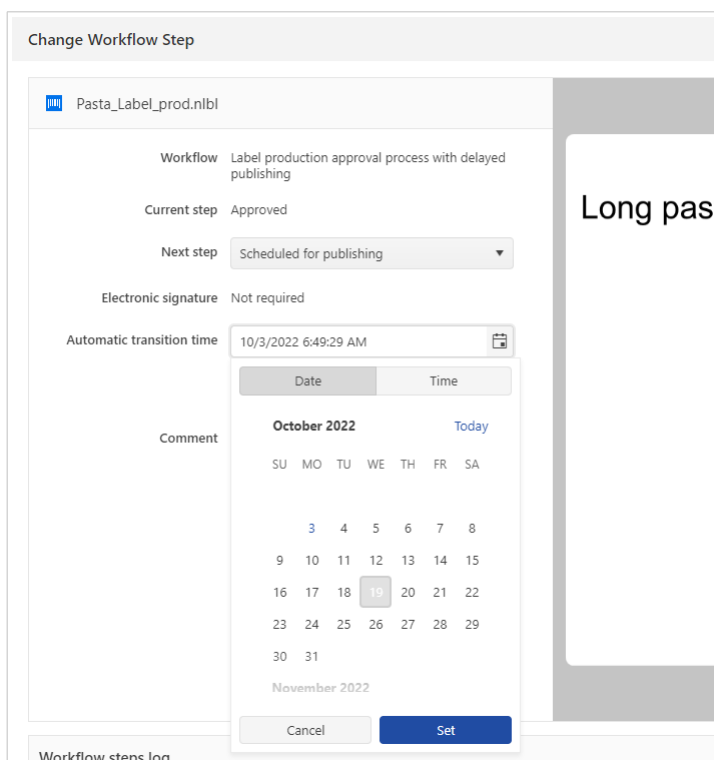 Change Workflow Step
Pasta_Label_prod.nlbl
Workflow Label production approval process with delayed
publishing
Current step Approved
Next step Scheduled for publishing
Electronic signature Not required
Automatic transition time 10/3/2022 6:49:29 AM
Date Time
October 2022 Today
SU MO TU WE TH FR SA
3 4 5 6 7 8
9 10 11 12 13 14 15
16 17 18 19 20 21 22
23 24 25 26 27 28 29
30 31
November 2022
Cancel Set
Comment
Workflow steps log
Long pas